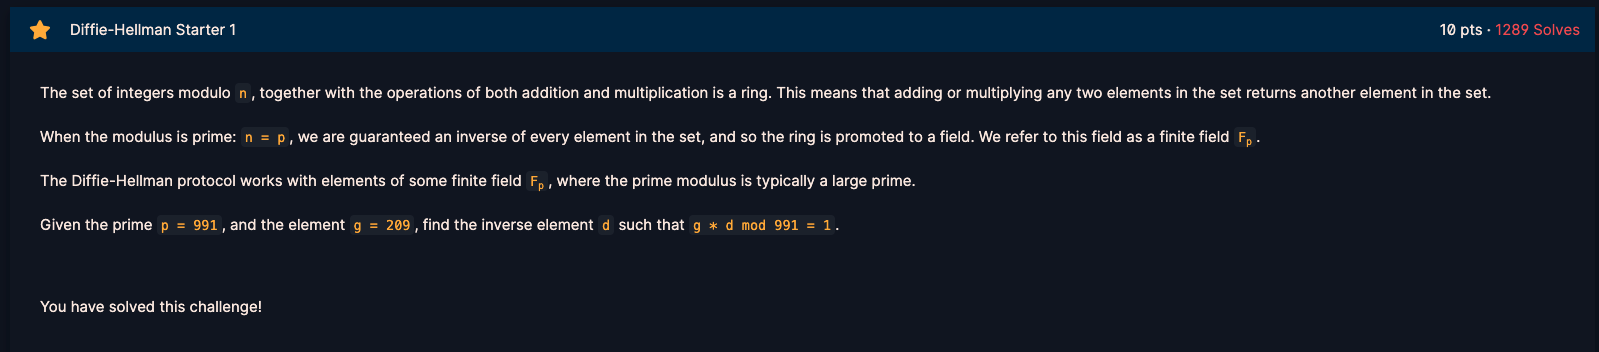 Diffie-Hellman Starter 1 10 pts · 1289 Solves
The set of integers modulo n, together with the operations of both addition and multiplication is a ring. This means that adding or multiplying any two elements in the set returns another element in the set.
When the modulus is prime: n = p, we are guaranteed an inverse of every element in the set, and so the ring is promoted to a field. We refer to this field as a finite field Fp.
The Diffie-Hellman protocol works with elements of some finite field Fp, where the prime modulus is typically a large prime.
Given the prime p = 991, and the element g = 209, find the inverse element d such that g * d mod 991 = 1.
You have solved this challenge!